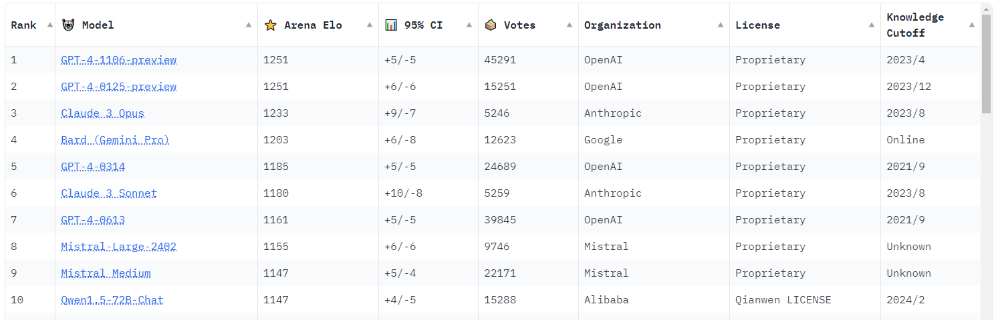 Rank Model Arena Elo 95% CI Votes Organization License Knowledge Cutoff
1 GPT-4-1106-preview 1251 +5/-5 45291 OpenAI Proprietary 2023/4
2 GPT-4-0125-preview 1251 +6/-6 15251 OpenAI Proprietary 2023/12
3 Claude 3 Opus 1233 +9/-7 5246 Anthropic Proprietary 2023/8
4 Bard (Gemini Pro) 1203 +6/-8 12623 Google Proprietary Online
5 GPT-4-0314 1185 +5/-5 24689 OpenAI Proprietary 2021/9
6 Claude 3 Sonnet 1180 +10/-8 5259 Anthropic Proprietary 2023/8
7 GPT-4-0613 1161 +5/-5 39845 OpenAI Proprietary 2021/9
8 Mistral-Large-2402 1155 +6/-6 9746 Mistral Proprietary Unknown
9 Mistral Medium 1147 +5/-4 22171 Mistral Proprietary Unknown
10 Qwen1.5-72B-Chat 1147 +4/-5 15288 Alibaba Qianwen LICENSE 2024/2